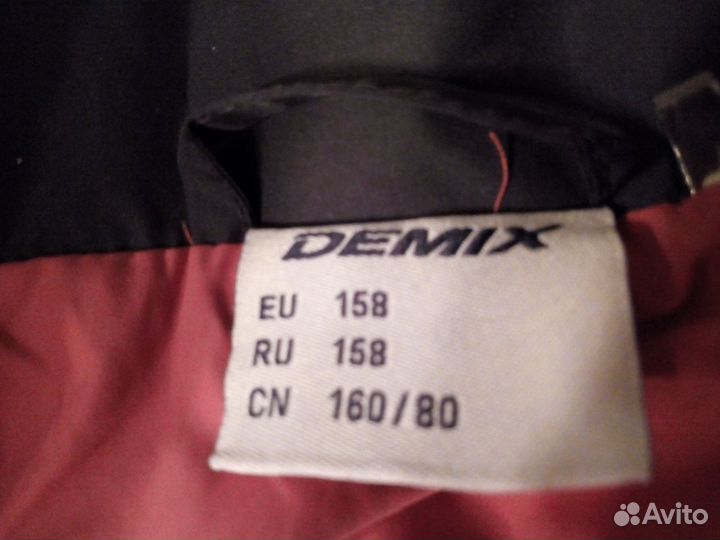 DEMIX
EU 158
RU 158
CN 160/80
Avito